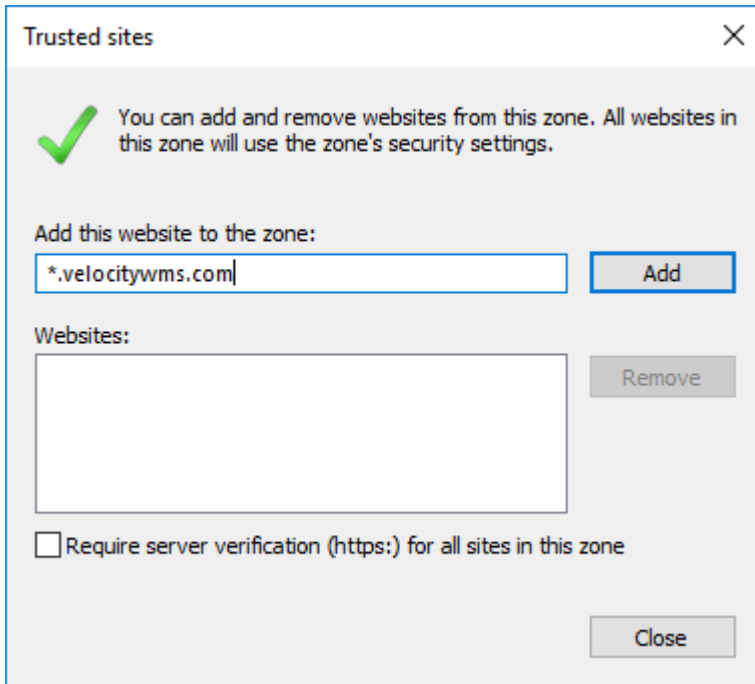 Trusted sites
You can add and remove websites from this zone. All websites in
this zone will use the zone's security settings.
Add this website to the zone:
*.velocitywms.com
Add
Websites:
Remove
Require server verification (https:) for all sites in this zone
Close